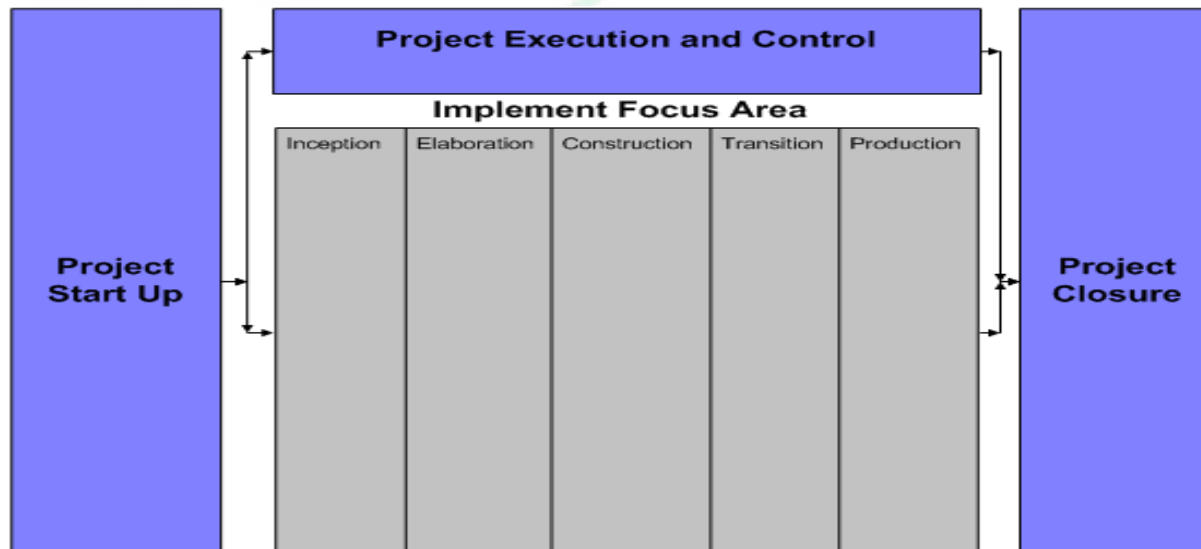 Project Execution and Control
Implement Focus Area
Inception
Elaboration
Construction
Transition
Production
Project
Start Up
Project
Closure